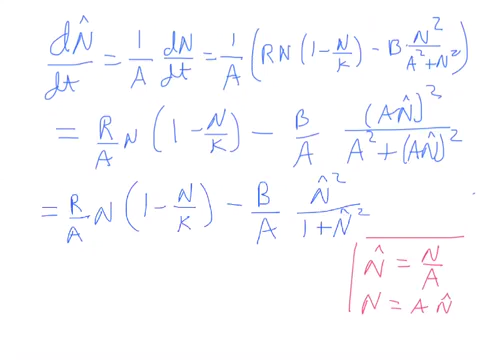 dN̂/dt = 1/A dN/dt = 1/A (RN (1 - N/K) - B N²/(A² + N²))
= R/A N (1 - N/K) - B/A (AN̂)²/(A² + (AN̂)²)
= R/A N (1 - N/K) - B/A N̂²/(1 + N̂²)
N̂ = N/A
N = A N̂